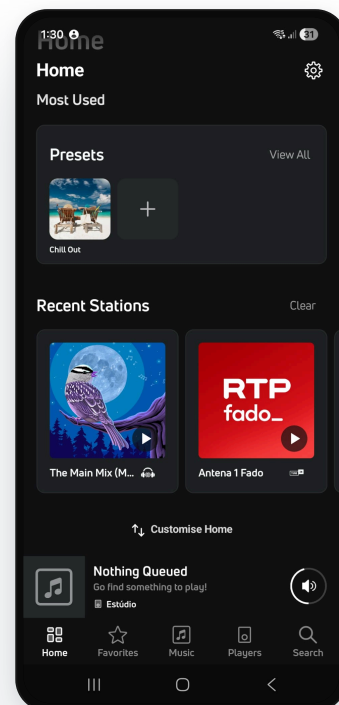 1:30
31
Home
Home
Most Used
Presets
View All
Chill Out
Recent Stations
Clear
RTP
fado_
The Main Mix (M...
Antena 1 Fado
Customise Home
Nothing Queued
Go find something to play!
Estúdio
Home
Favorites
Music
Players
Search